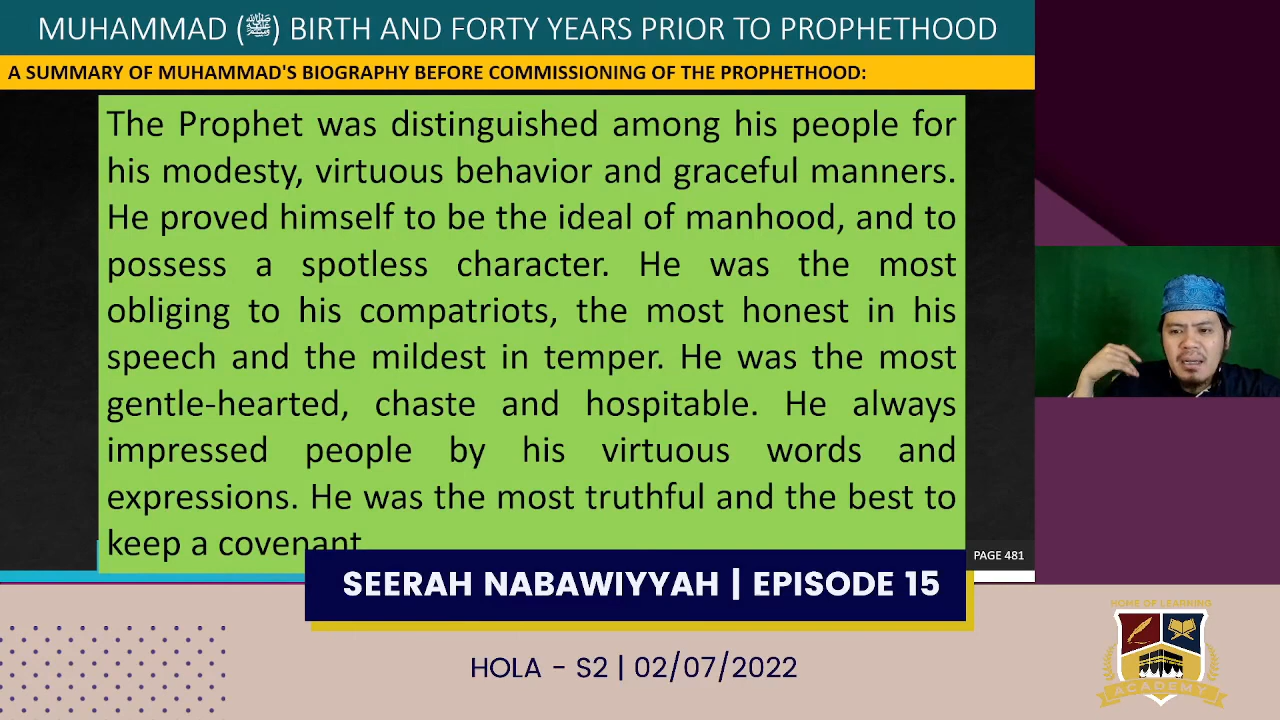 MUHAMMAD (ﷺ) BIRTH AND FORTY YEARS PRIOR TO PROPHETHOOD
A SUMMARY OF MUHAMMAD'S BIOGRAPHY BEFORE COMMISSIONING OF THE PROPHETHOOD:
The Prophet was distinguished among his people for
his modesty, virtuous behavior and graceful manners.
He proved himself to be the ideal of manhood, and to
possess a spotless character. He was the most
obliging to his compatriots, the most honest in his
speech and the mildest in temper. He was the most
gentle-hearted, chaste and hospitable. He always
impressed people by his virtuous words and
expressions. He was the most truthful and the best to
keep a covenant
PAGE 481
SEERAH NABAWIYYAH | EPISODE 15
HOLA - S2 | 02/07/2022
HOME OF LEARNING
ACADEMY